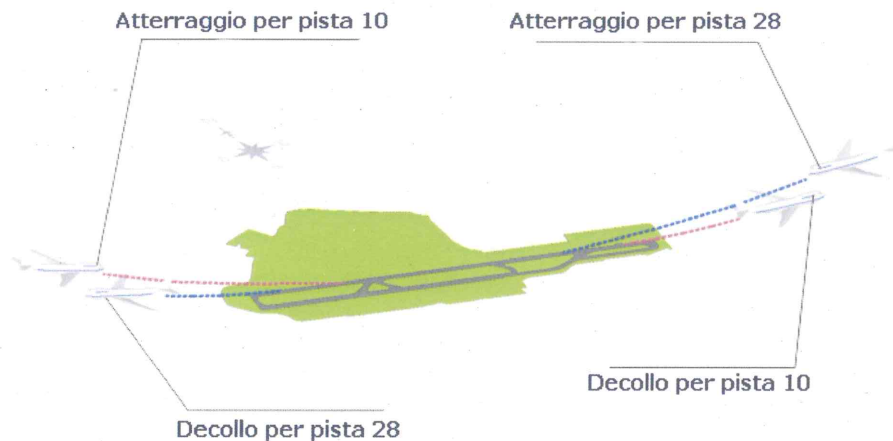 Atterraggio per pista 10
Atterraggio per pista 28
Decollo per pista 10
Decollo per pista 28